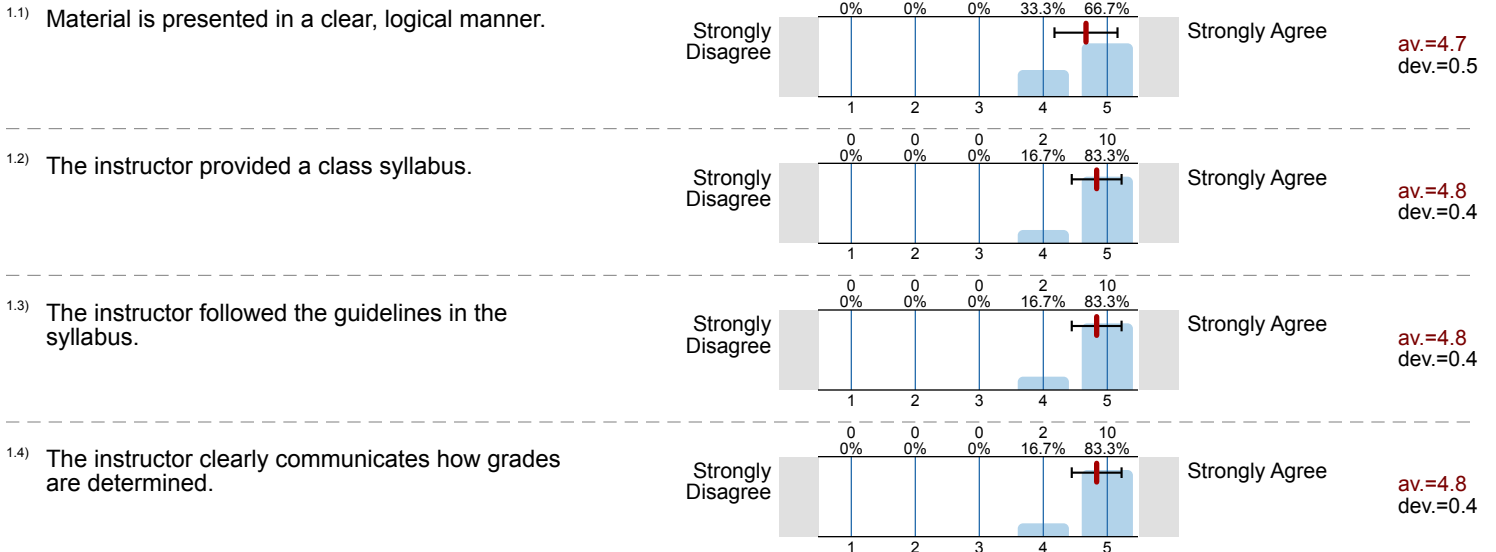 0% 0% 0% 33.3% 66.7%
1.1) Material is presented in a clear, logical manner.
Strongly Disagree
Strongly Agree
av.=4.7
dev.=0.5
1 2 3 4 5
0 0 0 2 10
0% 0% 0% 16.7% 83.3%
1.2) The instructor provided a class syllabus.
Strongly
Disagree
Strongly Agree
av.=4.8
dev.=0.4
1 2 3 4 5
0 0 0 2 10
0% 0% 0% 16.7% 83.3%
1.3) The instructor followed the guidelines in the
syllabus.
Strongly
Disagree
Strongly Agree
av.=4.8
dev.=0.4
1 2 3 4 5
0 0 0 2 10
0% 0% 0% 16.7% 83.3%
1.4) The instructor clearly communicates how grades
are determined.
Strongly
Disagree
Strongly Agree
av.=4.8
dev.=0.4
1 2 3 4 5